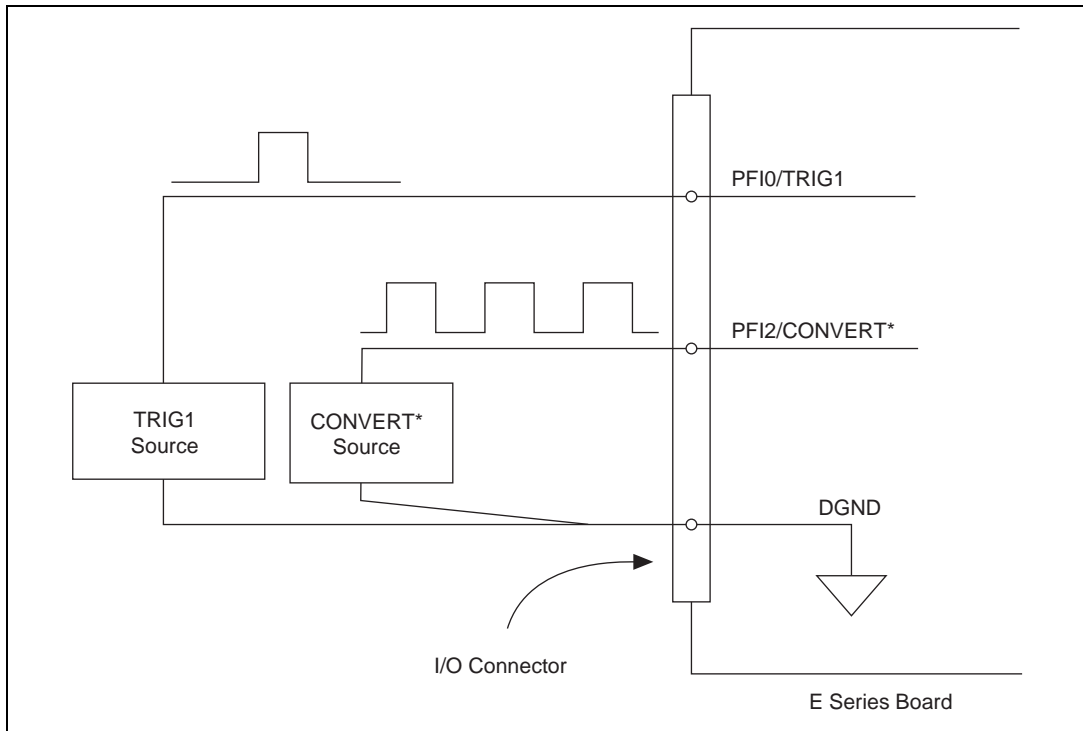 PFI0/TRIG1
PFI2/CONVERT*
TRIG1
Source
CONVERT*
Source
DGND
I/O Connector
E Series Board